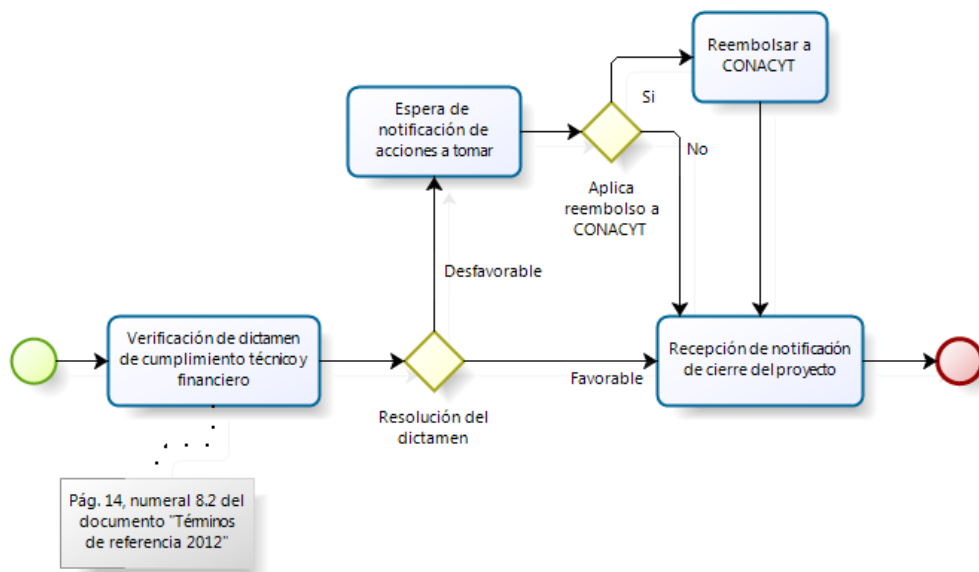 Reembolsar a
CONACYT
Espera de
notificación de
acciones a tomar
Si
No
Aplica
reembolso a
CONACYT
Desfavorable
Verificación de dictamen
de cumplimiento técnico y
financiero
Recepción de notificación
de cierre del proyecto
Favorable
Resolución del
dictamen
Pág. 14, numeral 8.2 del
documento "Términos
de referencia 2012"